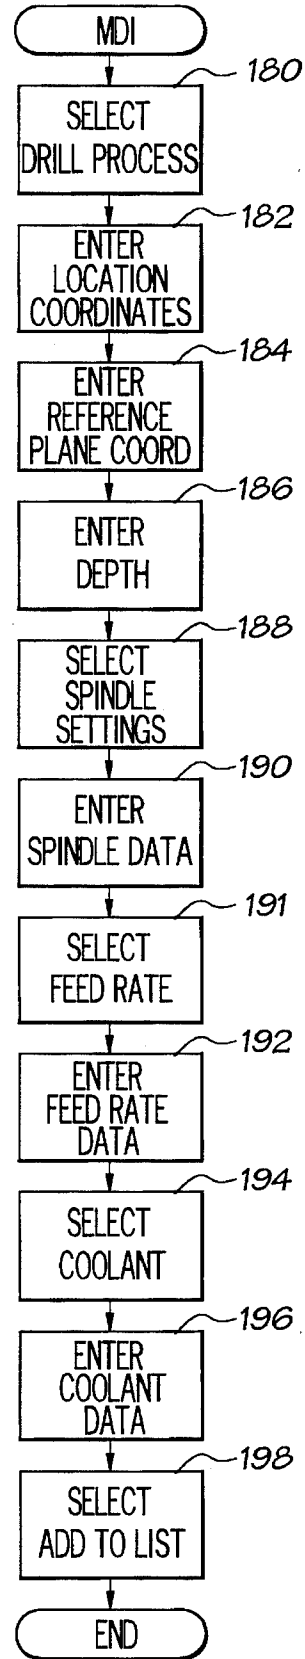 MDI
180
SELECT
DRILL PROCESS
182
ENTER
LOCATION
COORDINATES
184
ENTER
REFERENCE
PLANE COORD
186
ENTER
DEPTH
188
SELECT
SPINDLE
SETTINGS
190
ENTER
SPINDLE DATA
191
SELECT
FEED RATE
192
ENTER
FEED RATE
DATA
194
SELECT
COOLANT
196
ENTER
COOLANT
DATA
198
SELECT
ADD TO LIST
END